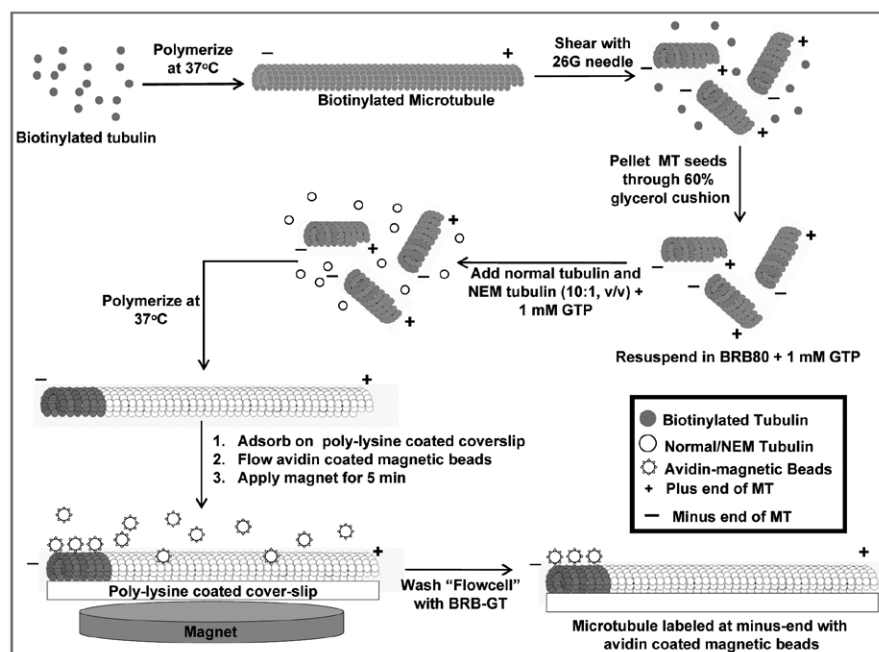 Polymerize
at 37°C
Biotinylated tubulin
−
+
Biotinylated Microtubule
Shear with
26G needle
−
+
−
+
−
+
Pellet MT seeds
through 60%
glycerol cushion
−
+
−
+
−
+
Resuspend in BRB80 + 1 mM GTP
Add normal tubulin and
NEM tubulin (10:1, v/v) +
1 mM GTP
−
+
−
+
−
+
Polymerize at
37°C
−
+
1. Adsorb on poly-lysine coated coverslip
2. Flow avidin coated magnetic beads
3. Apply magnet for 5 min
Biotinylated Tubulin
Normal/NEM Tubulin
Avidin-magnetic Beads
+ Plus end of MT
− Minus end of MT
−
+
Poly-lysine coated cover-slip
Magnet
Wash "Flowcell"
with BRB-GT
−
+
Microtubule labeled at minus-end with
avidin coated magnetic beads